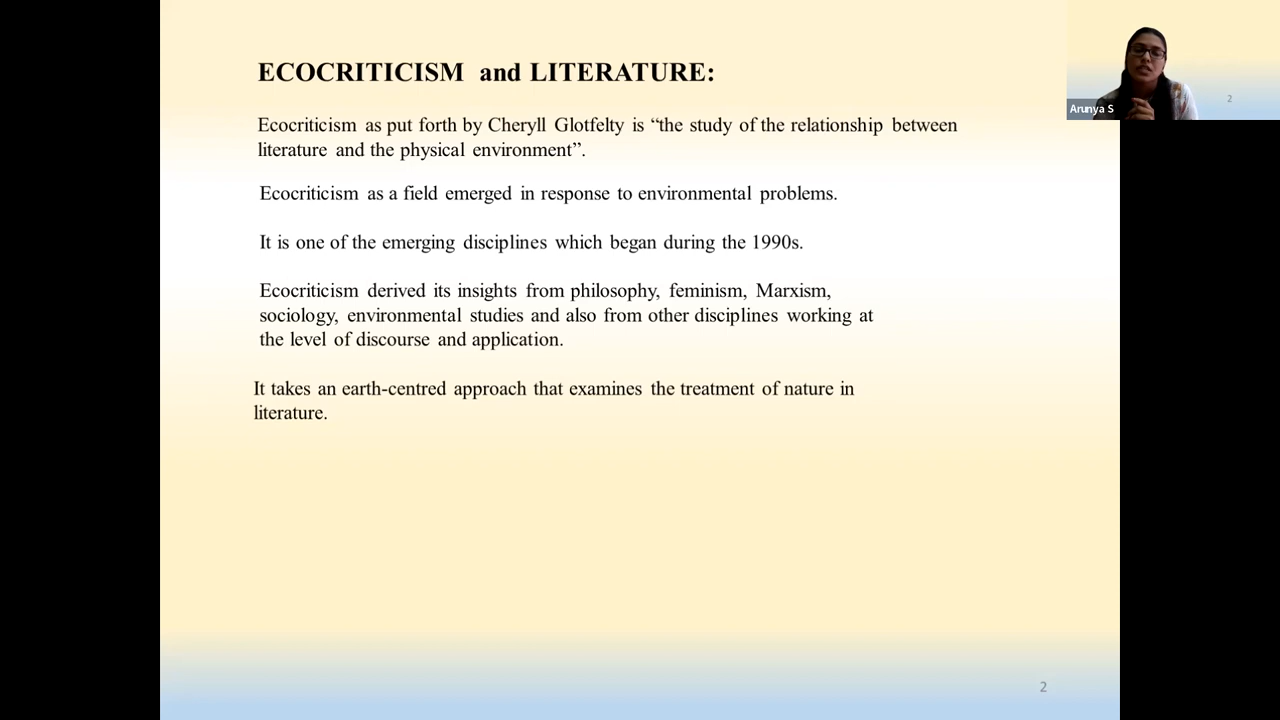 ECOCRITICISM and LITERATURE:
Ecocriticism as put forth by Cheryll Glotfelty is “the study of the relationship between
literature and the physical environment”.
Ecocriticism as a field emerged in response to environmental problems.
It is one of the emerging disciplines which began during the 1990s.
Ecocriticism derived its insights from philosophy, feminism, Marxism,
sociology, environmental studies and also from other disciplines working at
the level of discourse and application.
It takes an earth-centred approach that examines the treatment of nature in
literature.
2
Arunya S
2